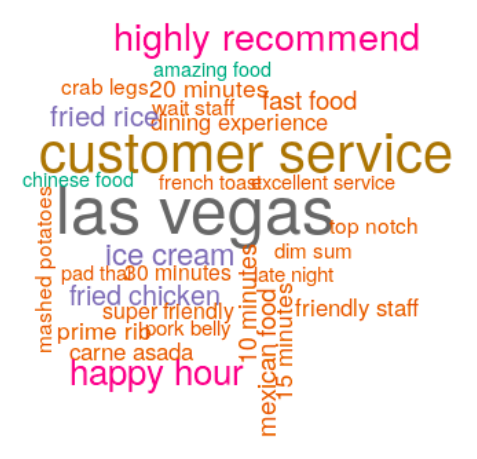 highly recommend
amazing food
crab legs
20 minutes
fast food
wait staff
fried rice
dining experience
customer service
chinese food
french toast
excellent service
las vegas
top notch
mashed potatoes
ice cream
dim sum
pad thai
30 minutes
late night
fried chicken
10 minutes
super friendly
friendly staff
mexican food
15 minutes
prime rib
pork belly
carne asada
happy hour